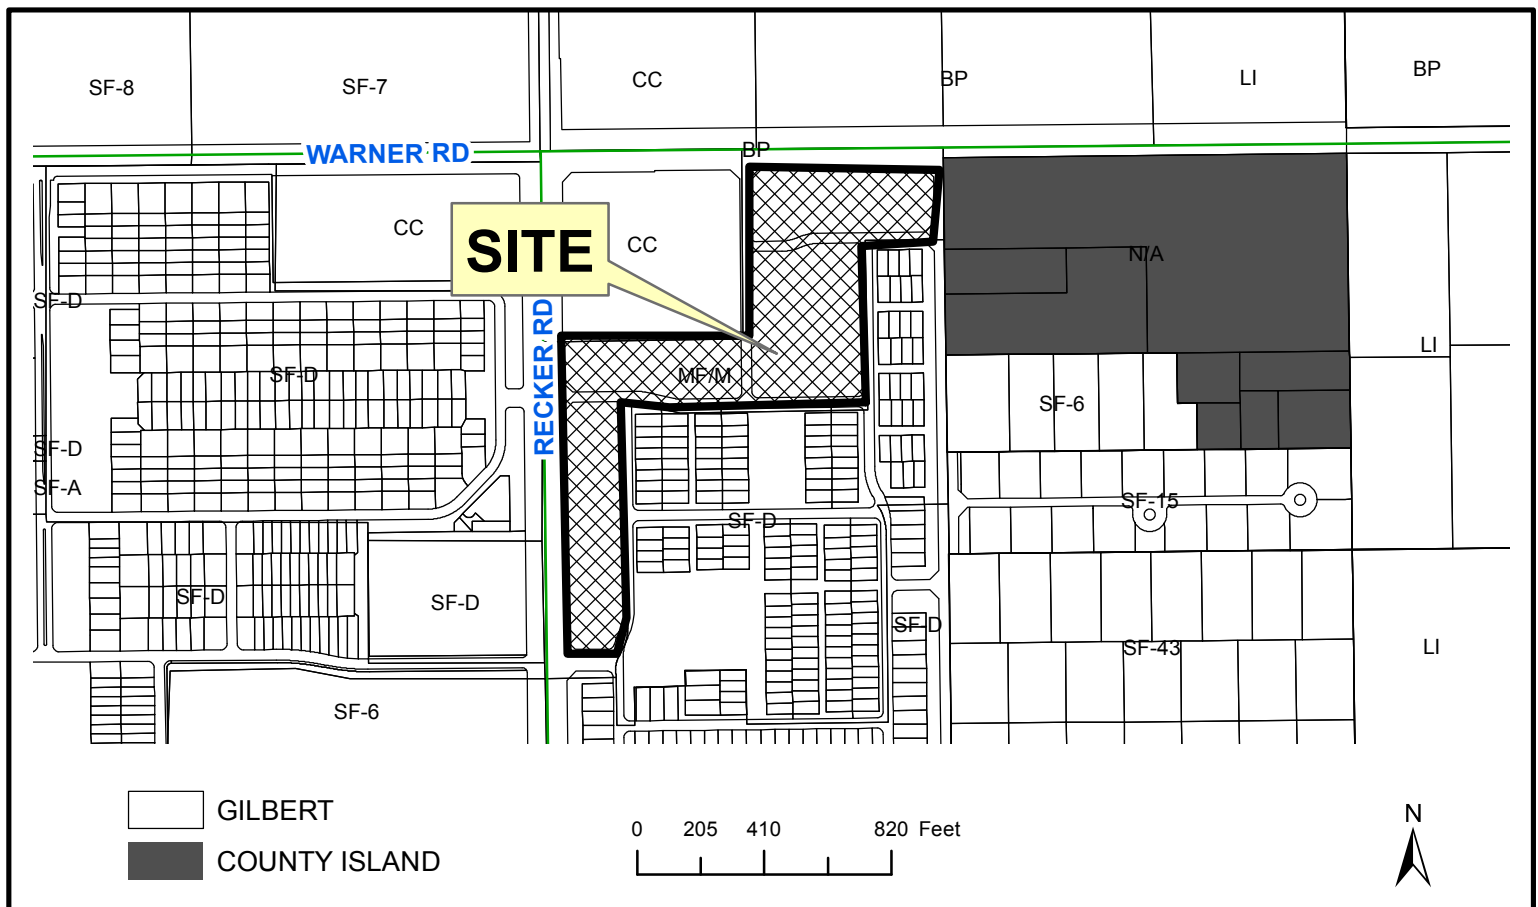 SF-8
SF-7
CC
BP
LI
BP
WARNER RD
BP
CC
SITE
CC
N/A
SF-D
RECKER RD
LI
SF-D
MF/M
SF-6
SF-D
SF-A
SF-15
SF-D
SF-D
SF-D
SF-D
SF-43
LI
SF-6
GILBERT
COUNTY ISLAND
0 205 410 820 Feet
N